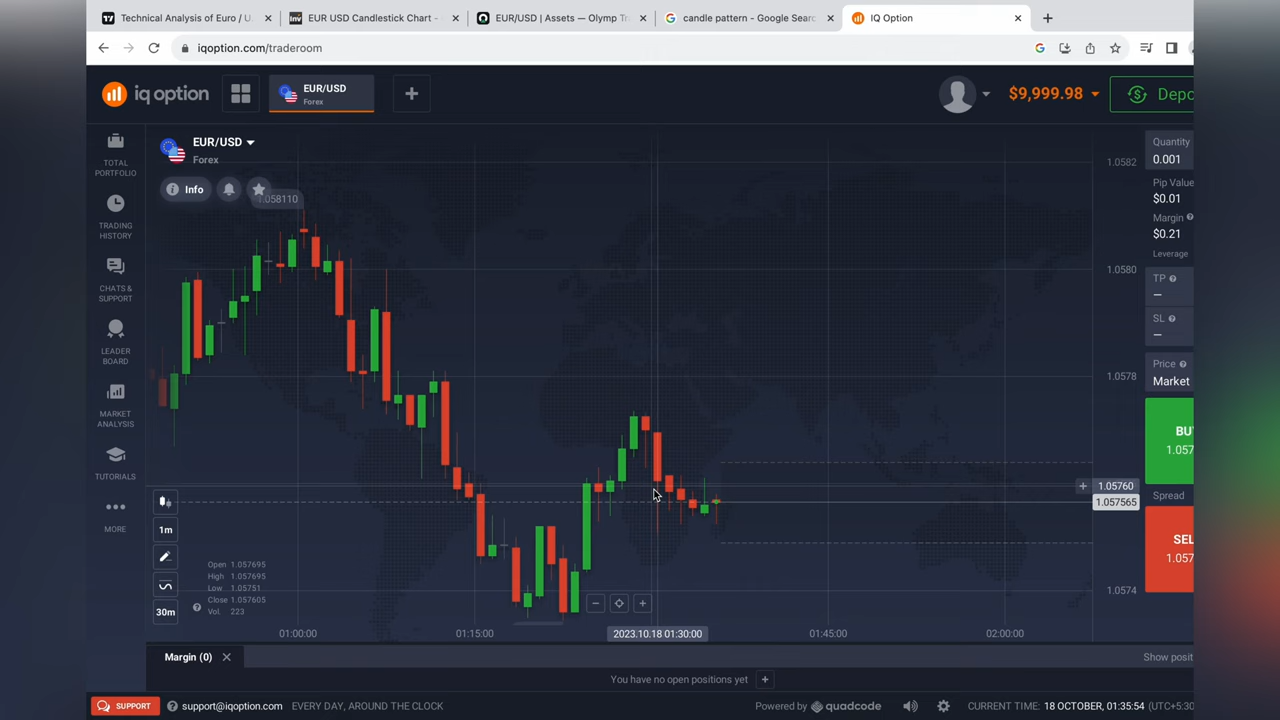 Technical Analysis of Euro / U
EUR USD Candlestick Chart -
EUR/USD | Assets — Olymp Tr
candle pattern - Google Sear
IQ Option
iqoption.com/traderoom
iq option
EUR/USD
Forex
$9,999.98
Depo
TOTAL
PORTFOLIO
TRADING
HISTORY
CHATS &
SUPPORT
LEADER
BOARD
MARKET
ANALYSIS
TUTORIALS
MORE
EUR/USD
Forex
Info
1.058110
1m
30m
Open 1.057695
High 1.057695
Low 1.05751
Close 1.057605
Vol. 223
1.0582
1.0580
1.0578
1.05760
1.057565
1.0574
01:00:00
01:15:00
2023.10.18 01:30:00
01:45:00
02:00:00
Quantity
0.001
Pip Value
$0.01
Margin
$0.21
Leverage
TP
—
SL
—
Price
Market
BU
1.057
Spread
SEL
1.057
Margin (0)
Show posit
You have no open positions yet
SUPPORT
support@iqoption.com
EVERY DAY, AROUND THE CLOCK
Powered by quadcode
CURRENT TIME: 18 OCTOBER, 01:35:54 (UTC+5:30